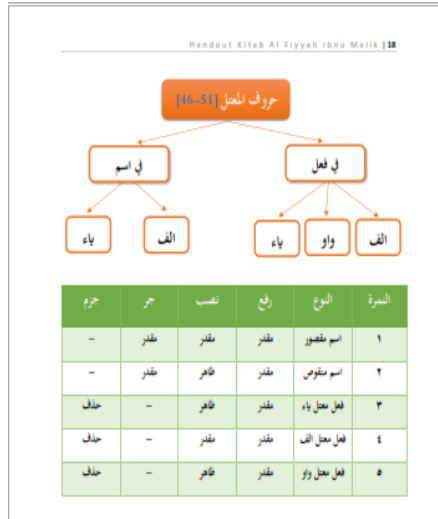 Handout Kitab Al Fiyyah ibnu Malik | 18
حروف المعتل [46-51]
في فعل في اسم
الف واو ياء الف ياء
النمرة النوع رفع نصب جر جزم
١ اسم مقصور مقدر مقدر مقدر –
٢ اسم منقوص مقدر ظاهر مقدر –
٣ فعل معتل ياء مقدر ظاهر – حذف
٤ فعل معتل الف مقدر مقدر – حذف
٥ فعل معتل واو مقدر ظاهر – حذف